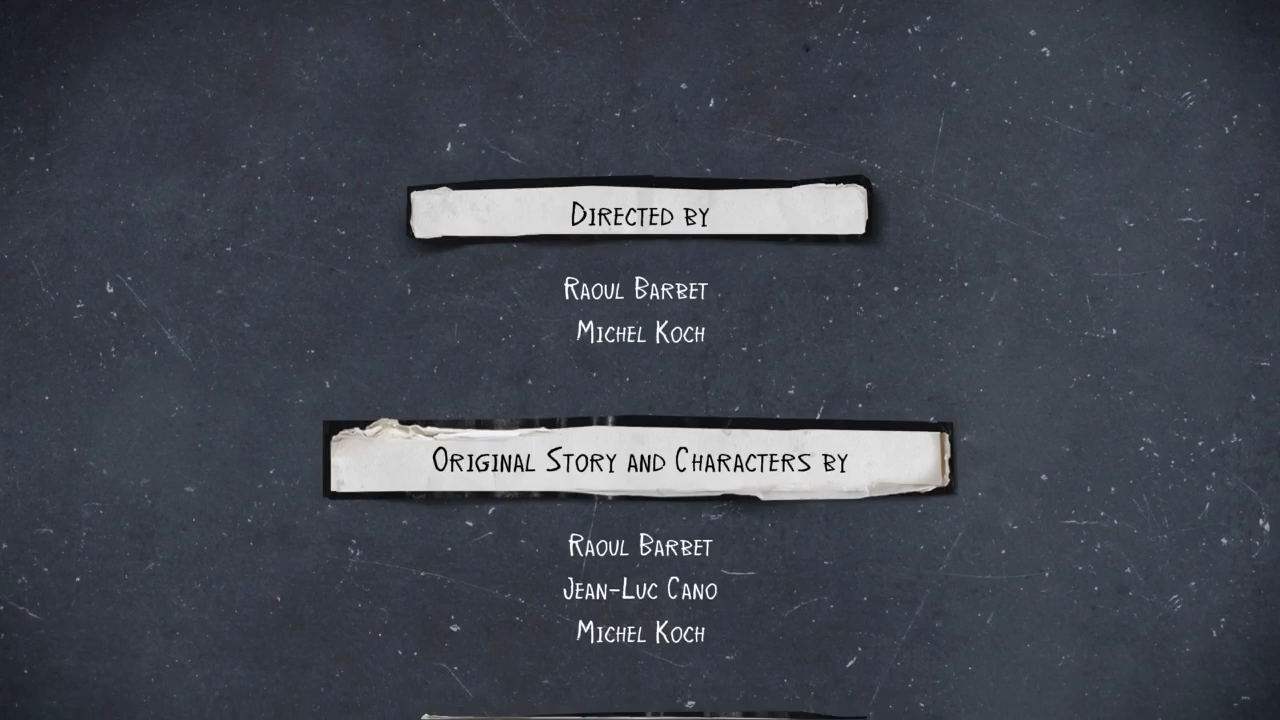 Directed by
Raoul Barbet
Michel Koch
Original Story and Characters by
Raoul Barbet
Jean-Luc Cano
Michel Koch